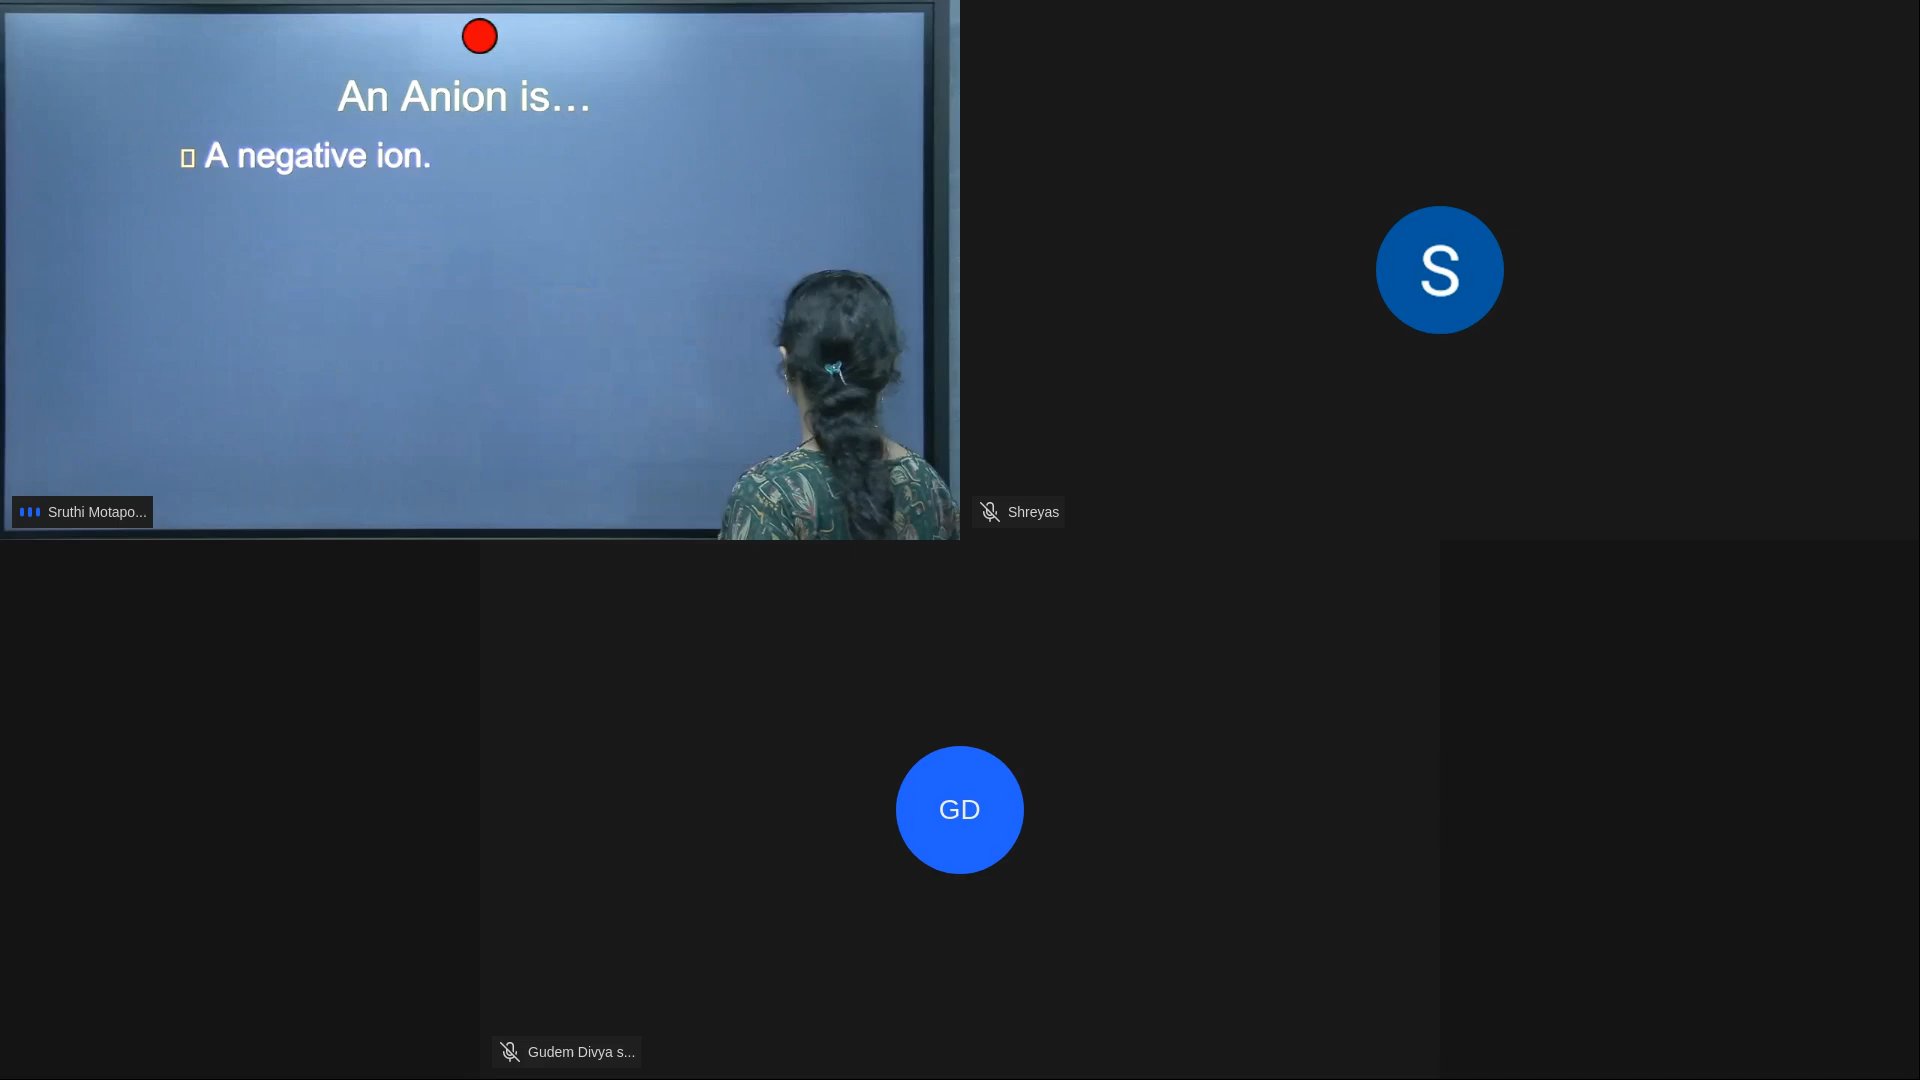 An Anion is…
▯ A negative ion.
Sruthi Motapo...
S
Shreyas
GD
Gudem Divya s...